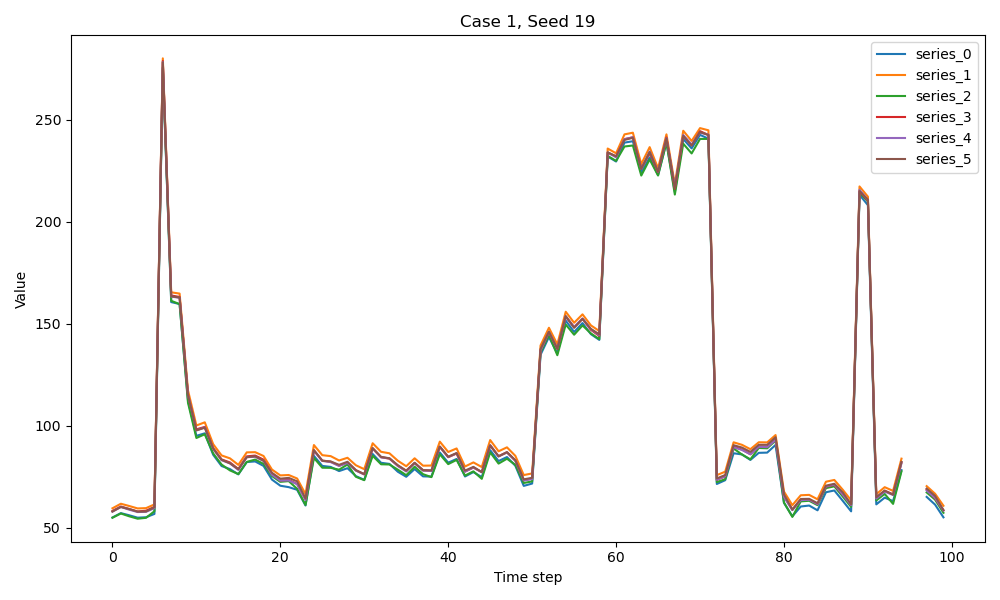 Case 1, Seed 19
Value
250
200
150
100
50
0
20
40
60
80
100
Time step
series_0
series_1
series_2
series_3
series_4
series_5